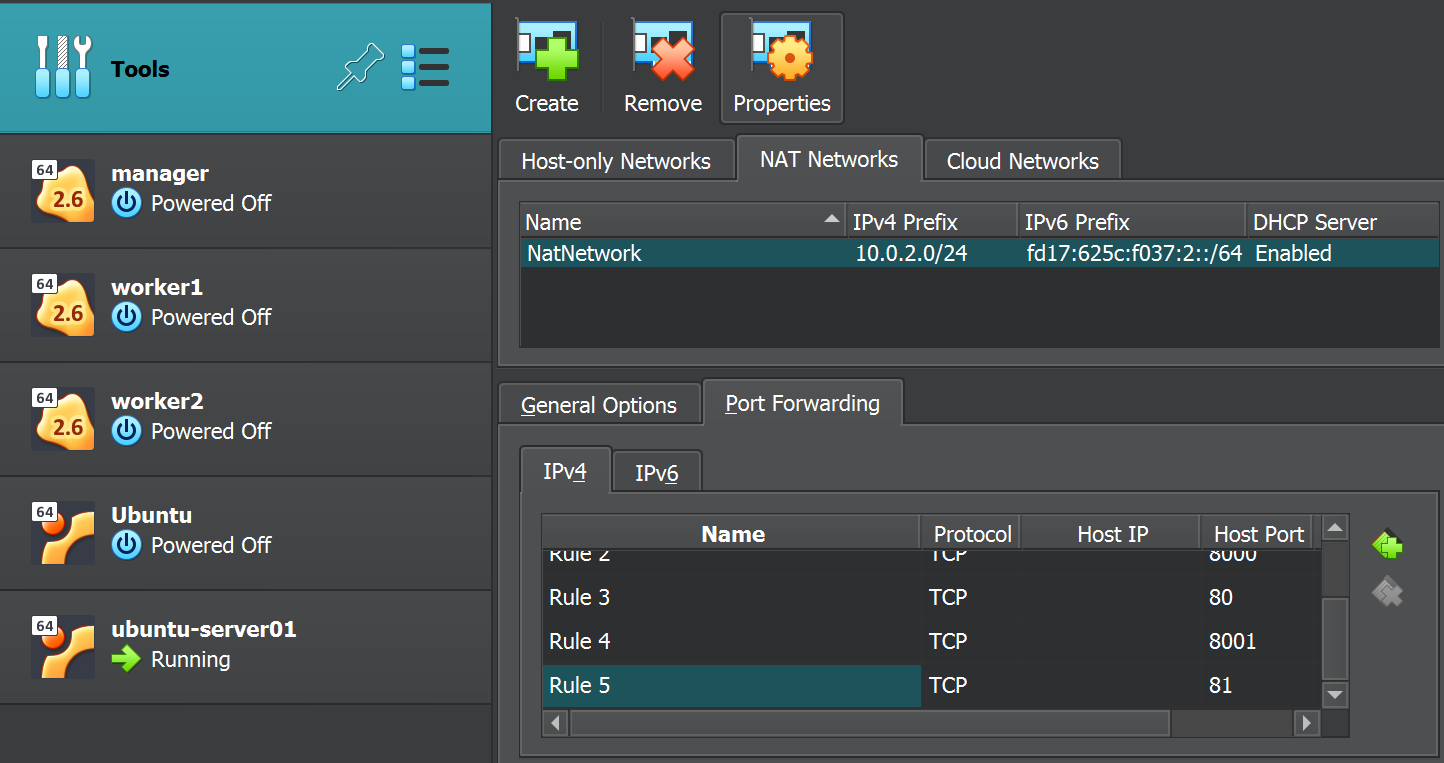 Tools
64
manager
2.6
Powered Off
64
worker1
2.6
Powered Off
64
worker2
2.6
Powered Off
64
Ubuntu
Powered Off
64
ubuntu-server01
Running
Create Remove Properties
Host-only Networks NAT Networks Cloud Networks
Name IPv4 Prefix IPv6 Prefix DHCP Server
NatNetwork 10.0.2.0/24 fd17:625c:f037:2::/64 Enabled
General Options Port Forwarding
IPv4 IPv6
Name Protocol Host IP Host Port
Rule 2 TCP 8000
Rule 3 TCP 80
Rule 4 TCP 8001
Rule 5 TCP 81